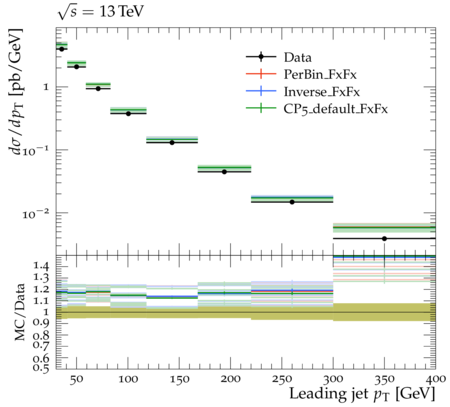 √s = 13 TeV
dσ/dpT [pb/GeV]
1
10−1
10−2
Data
PerBin_FxFx
Inverse_FxFx
CP5_default_FxFx
MC/Data
1.4
1.3
1.2
1.1
1
0.9
0.8
0.7
0.6
0.5
50 100 150 200 250 300 350 400
Leading jet pT [GeV]